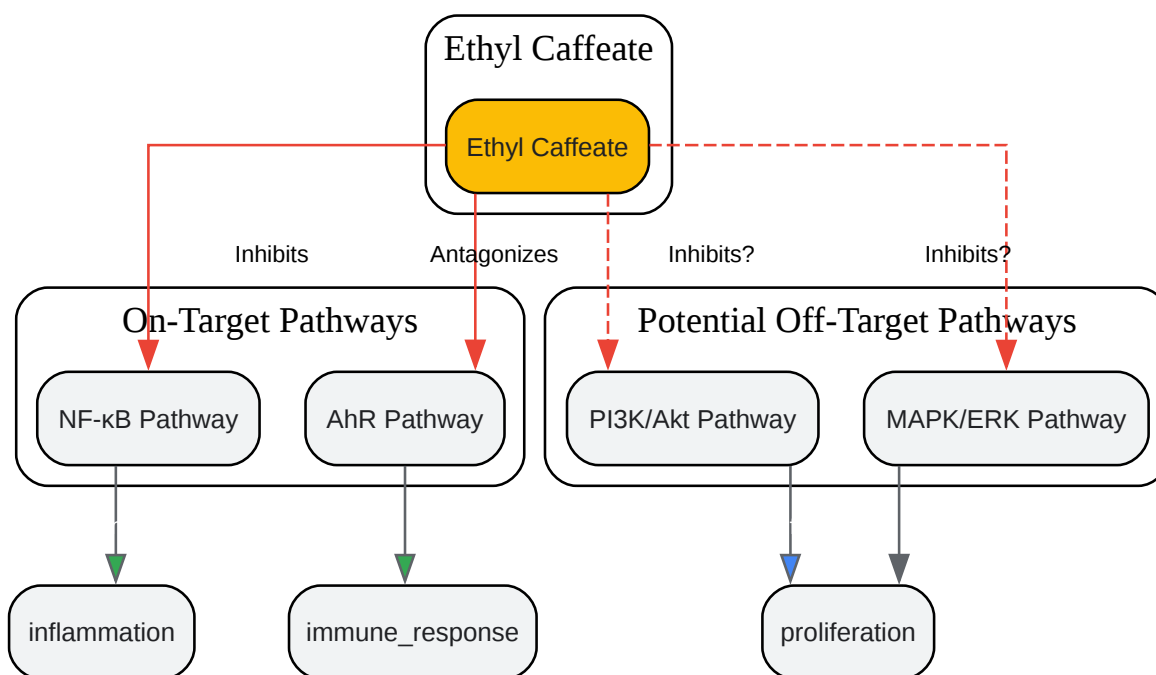 Ethyl Caffeate
Ethyl Caffeate
Inhibits
Antagonizes
Inhibits?
Inhibits?
On-Target Pathways
Potential Off-Target Pathways
NF-κB Pathway
AhR Pathway
PI3K/Akt Pathway
MAPK/ERK Pathway
inflammation
immune_response
proliferation